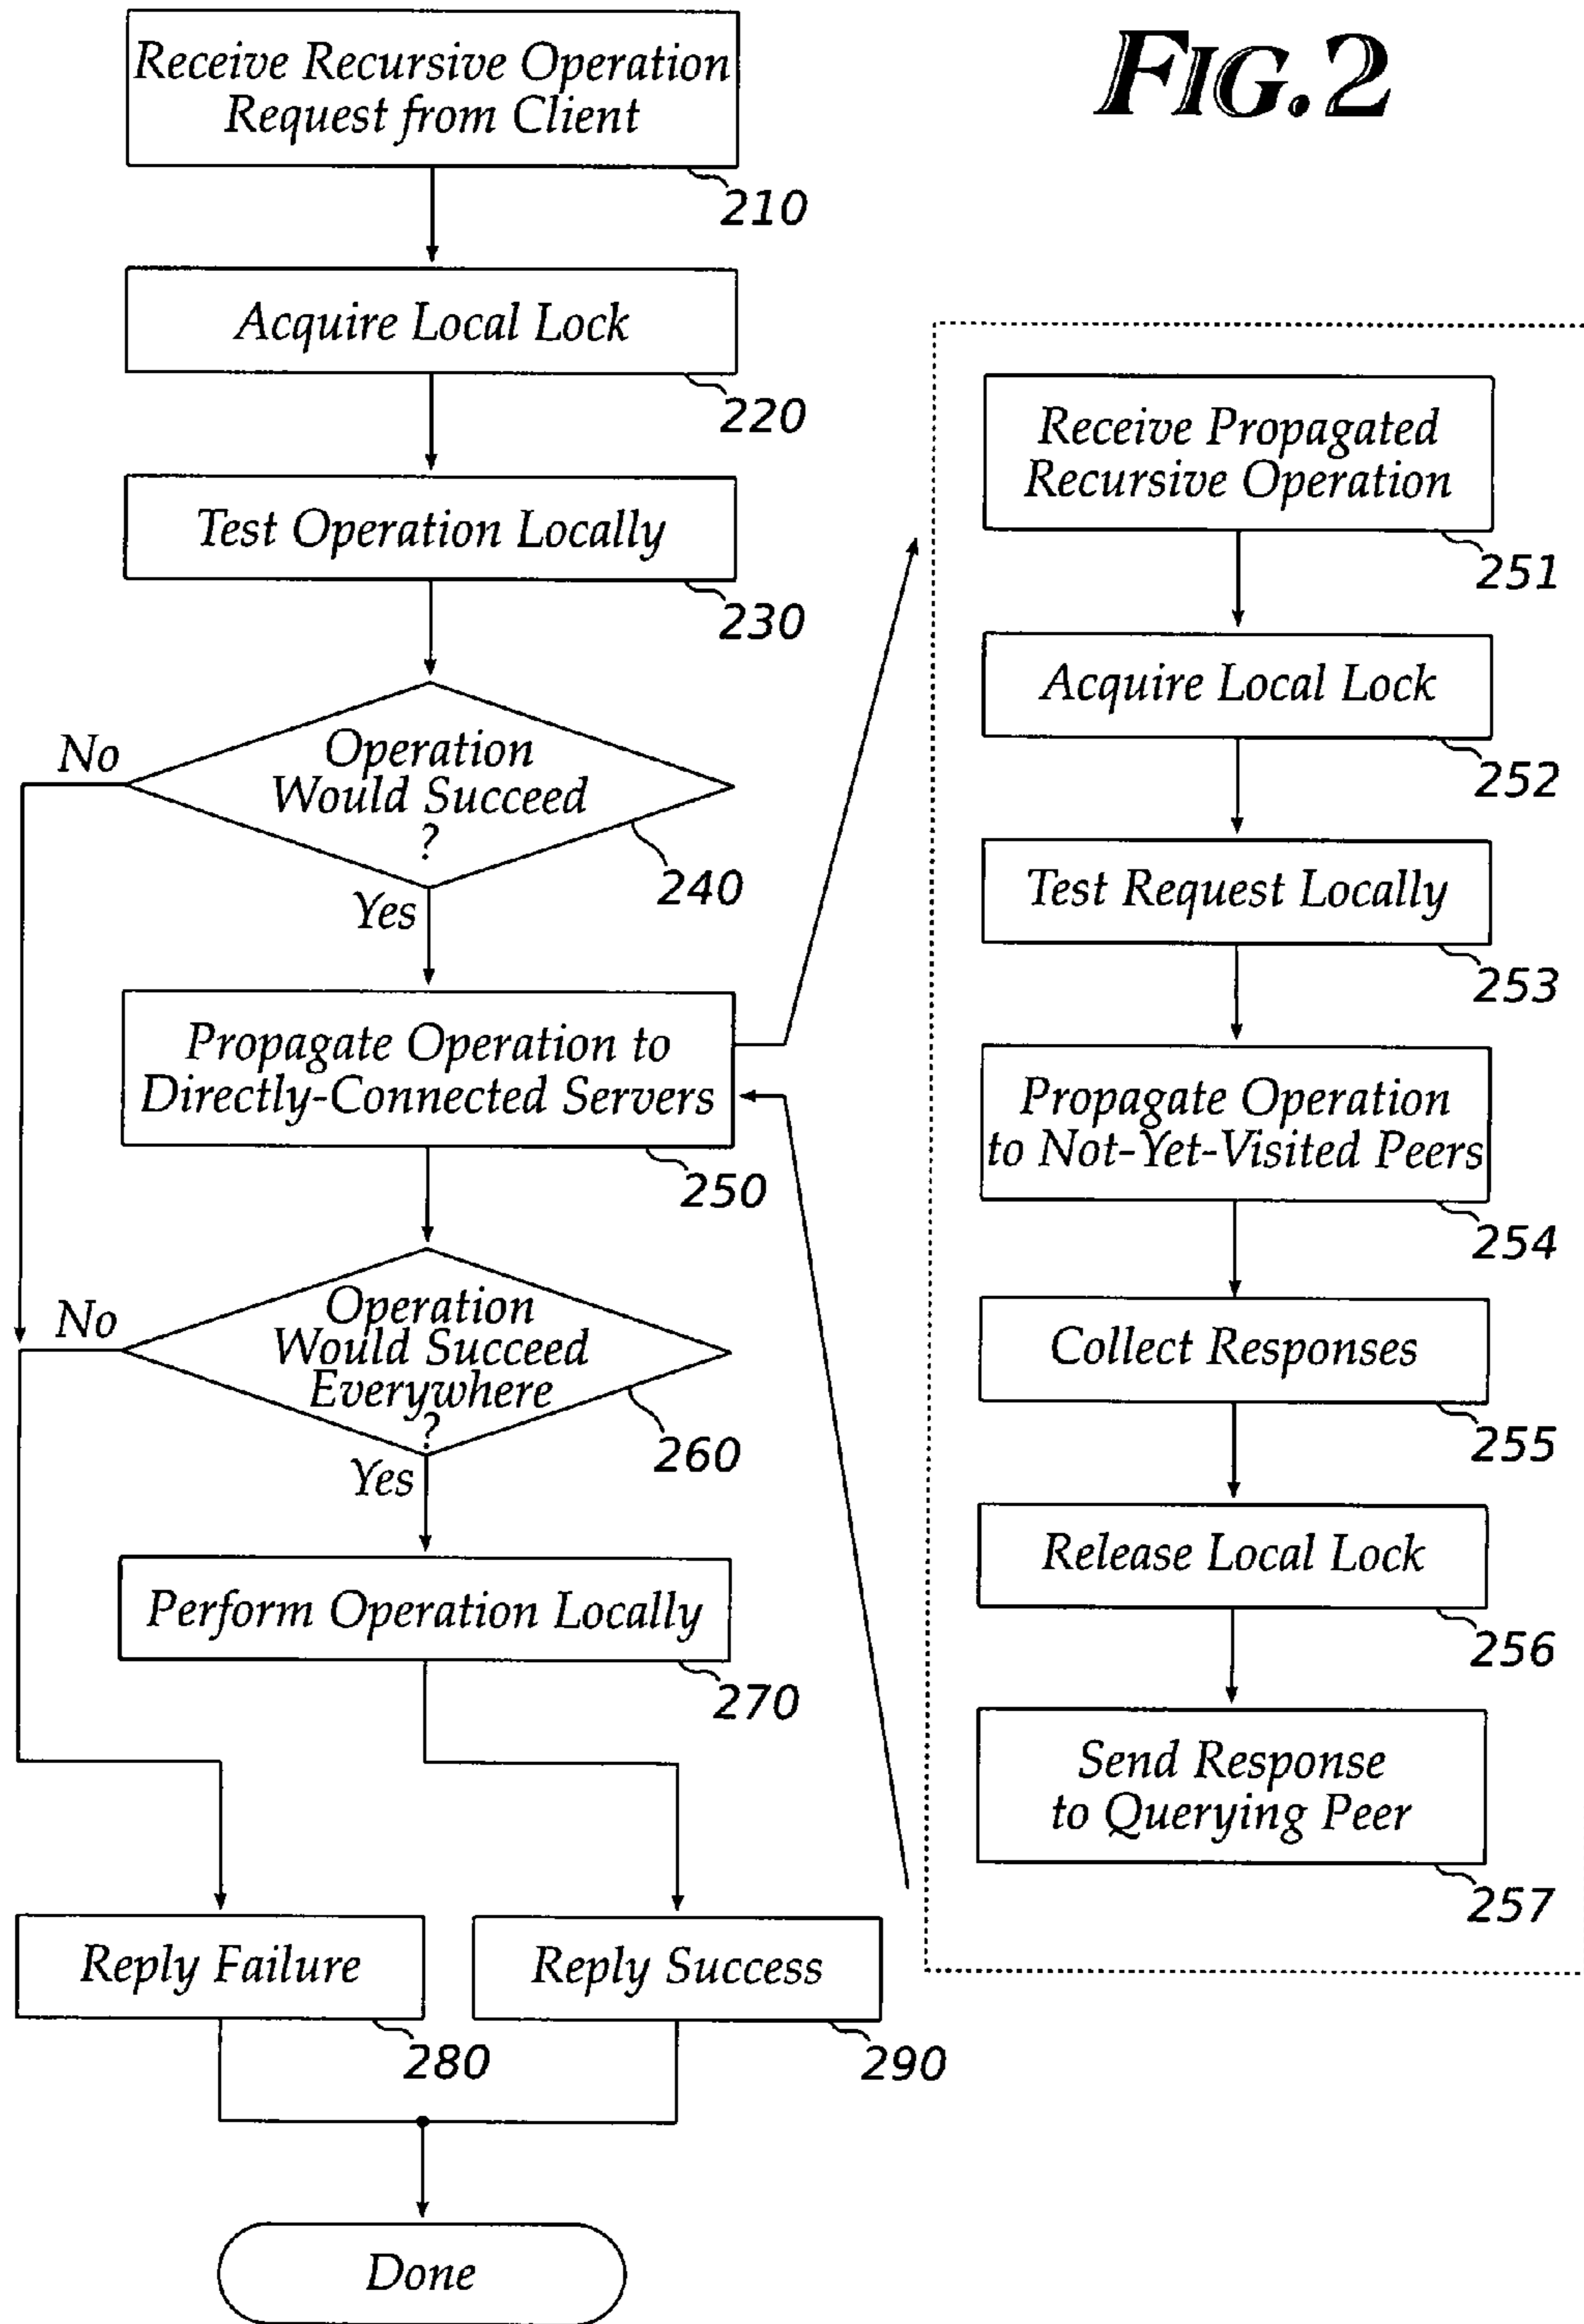 FIG.2
Receive Recursive Operation
Request from Client
210
Acquire Local Lock
220
Test Operation Locally
230
Operation
Would Succeed
?
No
Yes
240
Propagate Operation to
Directly-Connected Servers
250
Operation
Would Succeed
Everywhere
?
No
Yes
260
Perform Operation Locally
270
Reply Failure
280
Reply Success
290
Done
Receive Propagated
Recursive Operation
251
Acquire Local Lock
252
Test Request Locally
253
Propagate Operation
to Not-Yet-Visited Peers
254
Collect Responses
255
Release Local Lock
256
Send Response
to Querying Peer
257